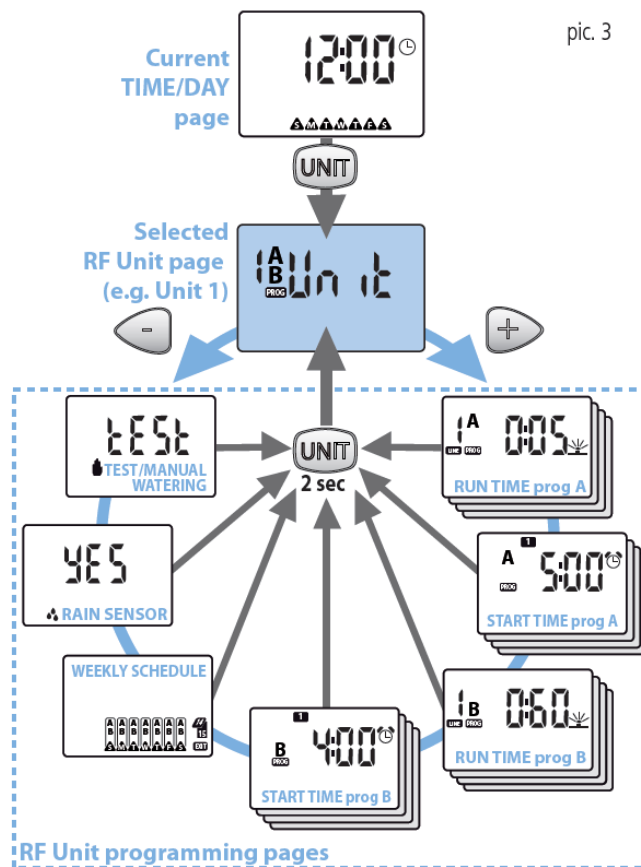 pic. 3
Current
TIME/DAY
page
12:00
S M T W T F S
UNIT
Selected
RF Unit page
(e.g. Unit 1)
1 A B PROG Unit
-
+
tESt
TEST/MANUAL
WATERING
UNIT
2 sec
1 A 0:05
LINE PROG
RUN TIME prog A
YES
RAIN SENSOR
1
A 5:00
PROG
START TIME prog A
WEEKLY SCHEDULE
A A A A A A A
B B B B B B B 15
S M T W T F S EXIT
1
B 4:00
PROG
START TIME prog B
1 B 0:60
LINE PROG
RUN TIME prog B
RF Unit programming pages